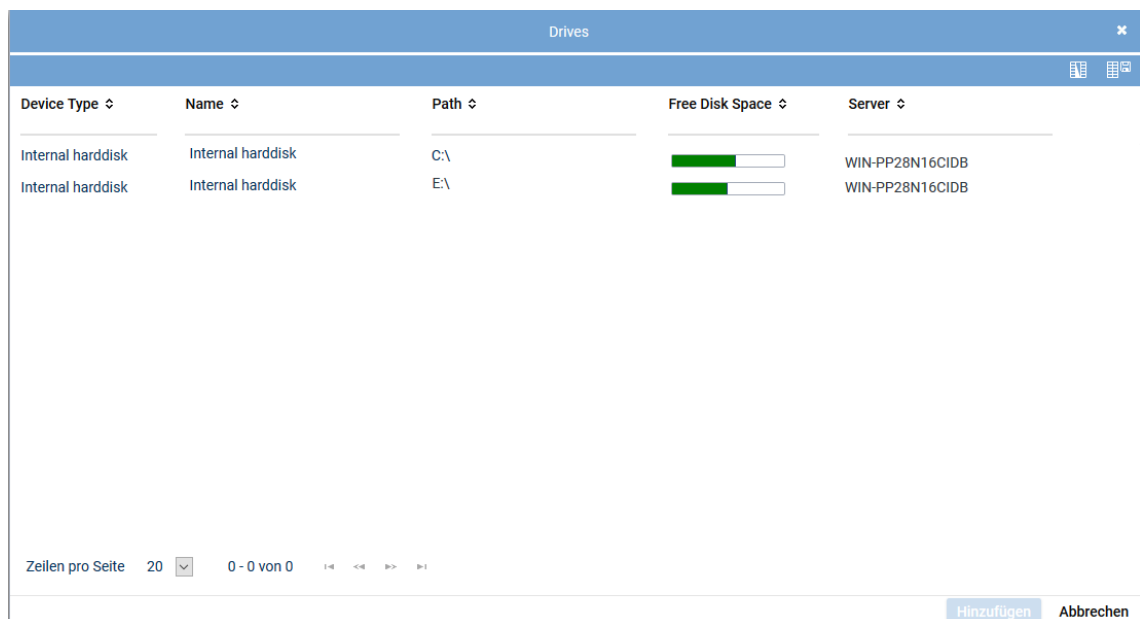 Drives
Device Type Name Path Free Disk Space Server
Internal harddisk Internal harddisk C:\ WIN-PP28N16CIDB
Internal harddisk Internal harddisk E:\ WIN-PP28N16CIDB
Zeilen pro Seite 20 0 - 0 von 0
Hinzufügen Abbrechen